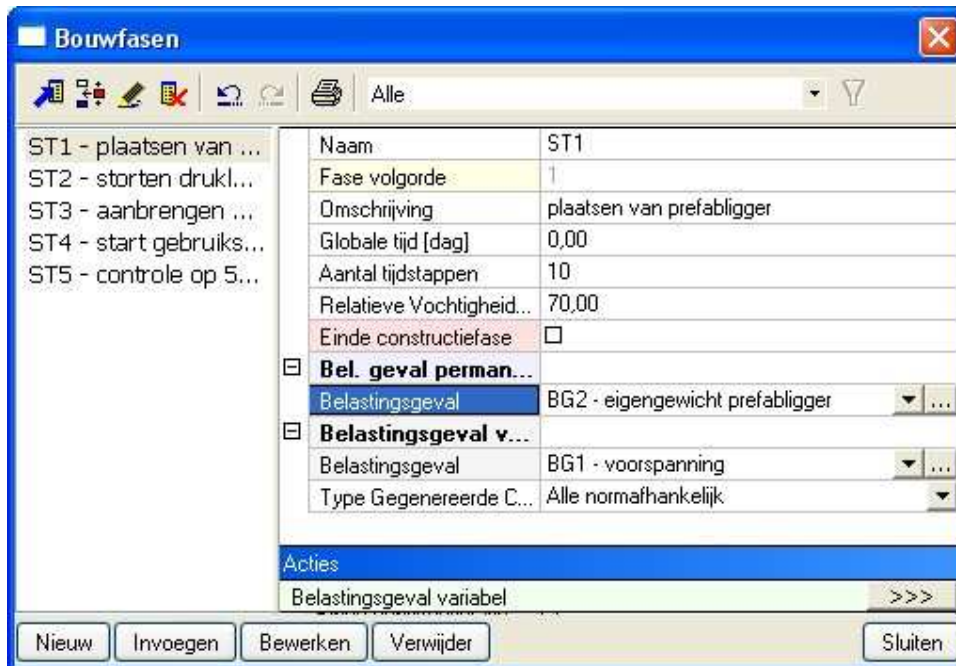 Bouwfasen
Alle
ST1 - plaatsen van ...
ST2 - storten drukl...
ST3 - aanbrengen ...
ST4 - start gebruiks...
ST5 - controle op 5...
Naam ST1
Fase volgorde 1
Omschrijving plaatsen van prefabligger
Globale tijd [dag] 0,00
Aantal tijdstappen 10
Relatieve Vochtigheid... 70,00
Einde constructiefase
Bel. geval perman...
Belastingsgeval BG2 - eigengewicht prefabligger ...
Belastingsgeval v...
Belastingsgeval BG1 - voorspanning ...
Type Gegenereerde C... Alle normafhankelijk
Acties
Belastingsgeval variabel >>>
Nieuw Invoegen Bewerken Verwijder Sluiten